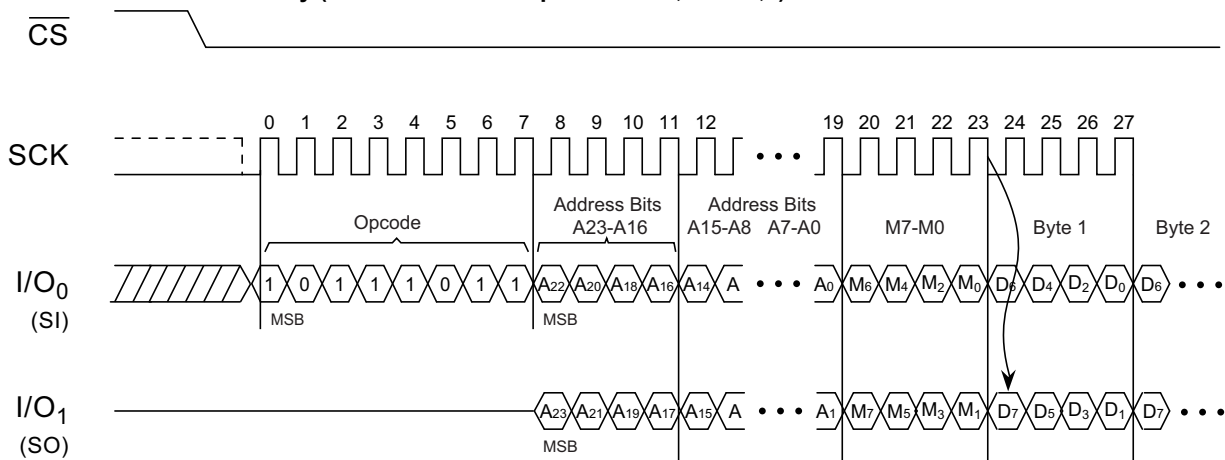 CS
0 1 2 3 4 5 6 7 8 9 10 11 12 19 20 21 22 23 24 25 26 27
SCK
Opcode
Address Bits
A23-A16
Address Bits
A15-A8 A7-A0
M7-M0
Byte 1
Byte 2
I/O0
(SI)
1 0 1 1 1 0 1 1 A22 A20 A18 A16 A14 A A0 M6 M4 M2 M0 D6 D4 D2 D0 D6
MSB
MSB
I/O1
(SO)
A23 A21 A19 A17 A15 A A1 M7 M5 M3 M1 D7 D5 D3 D1 D7
MSB